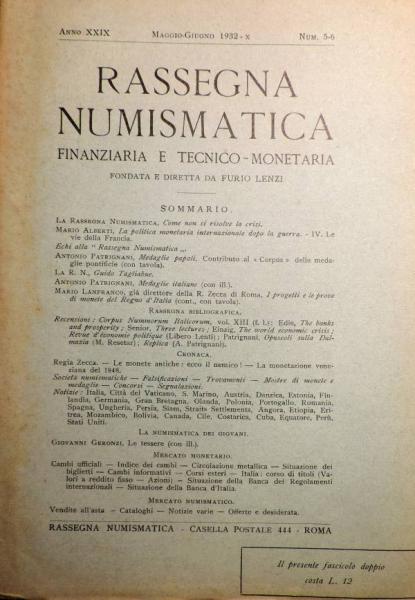 ANNO XXIX MAGGIO-GIUGNO 1932 - X NUM. 5-6
RASSEGNA
NUMISMATICA
FINANZIARIA E TECNICO-MONETARIA
FONDATA E DIRETTA DA FURIO LENZI
SOMMARIO.
LA RASSEGNA NUMISMATICA, Come non si risolve la crisi.
MARIO ALBERTI, La politica monetaria internazionale dopo la guerra. - IV. Le
vie della Francia.
Echi alla " Rassegna Numismatica „.
ANTONIO PATRIGNANI, Medaglie papali. Contributo al « Corpus » delle meda-
glie pontificie (con tavola).
LA R. N., Guido Tagliabue.
ANTONIO PATRIGNANI, Medaglie italiane (con ill.).
MARIO LANFRANCO, già direttore della R. Zecca di Roma, I progetti e le prove
di monete del Regno d'Italia (cont., con tavola).
RASSEGNA BIBLIOGRAFICA.
Recensioni: Corpus Nummorum Italicorum, vol. XIII (f. l.): Edie, The banks
and prosperity; Senior, Three lectures; Einzig, The world economic crisis;
Revue d'économie politique (Libero Lenti); Patrignani, Opuscoli sulla Dal-
mazia (M. Resetar); Replica (A. Patrignani).
CRONACA.
Regia Zecca. — Le monete antiche: ecco il nemico! — La monetazione vene-
ziana del 1848.
Società numismatiche — Falsificazioni — Trovamenti — Mostre di monete e
medaglie — Concorsi — Segnalazioni.
Notizie: Italia, Città del Vaticano, S. Marino, Austria, Danzica, Estonia, Fin-
landia, Germania, Gran Bretagna, Olanda, Polonia, Portogallo, Romania,
Spagna, Ungheria, Persia, Siam, Straits Settlements, Angora, Etiopia, Eri-
trea, Mozambico, Bolivia, Canada, Cile, Costarica, Cuba, Equatore, Perù,
Stati Uniti.
LA NUMISMATICA DEI GIOVANI.
GIOVANNI GERONZI, Le tessere (con ill.).
MERCATO MONETARIO.
Cambi ufficiali — Indice dei cambi — Circolazione metallica — Situazione dei
biglietti — Cambi informativi — Corsi esteri — Italia: corso di titoli (Va-
lori a reddito fisso — Azioni) — Situazione della Banca dei Regolamenti
internazionali — Situazione della Banca d'Italia.
MERCATO NUMISMATICO.
Vendite all'asta — Cataloghi — Notizie varie — Offerte e desiderata.
RASSEGNA NUMISMATICA - CASELLA POSTALE 444 - ROMA
Il presente fascicolo doppio
costa L. 12